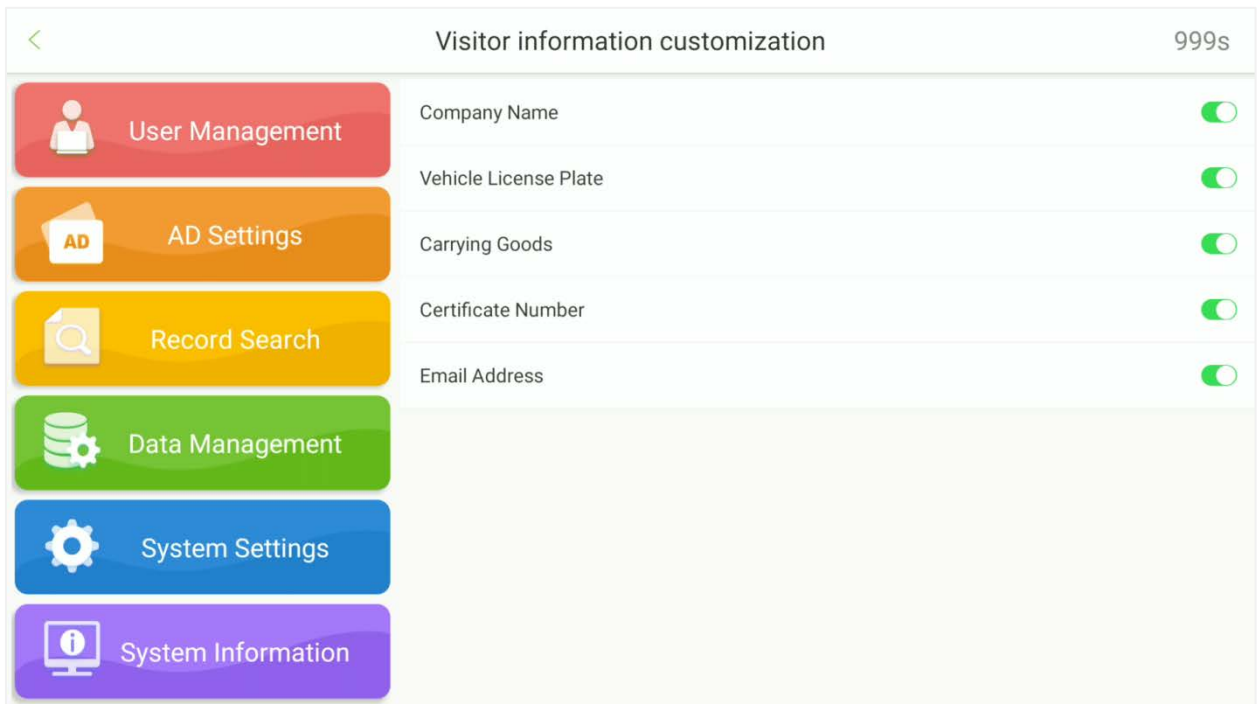 Visitor information customization
999s
User Management
AD
AD Settings
Record Search
Data Management
System Settings
i
System Information
Company Name
Vehicle License Plate
Carrying Goods
Certificate Number
Email Address